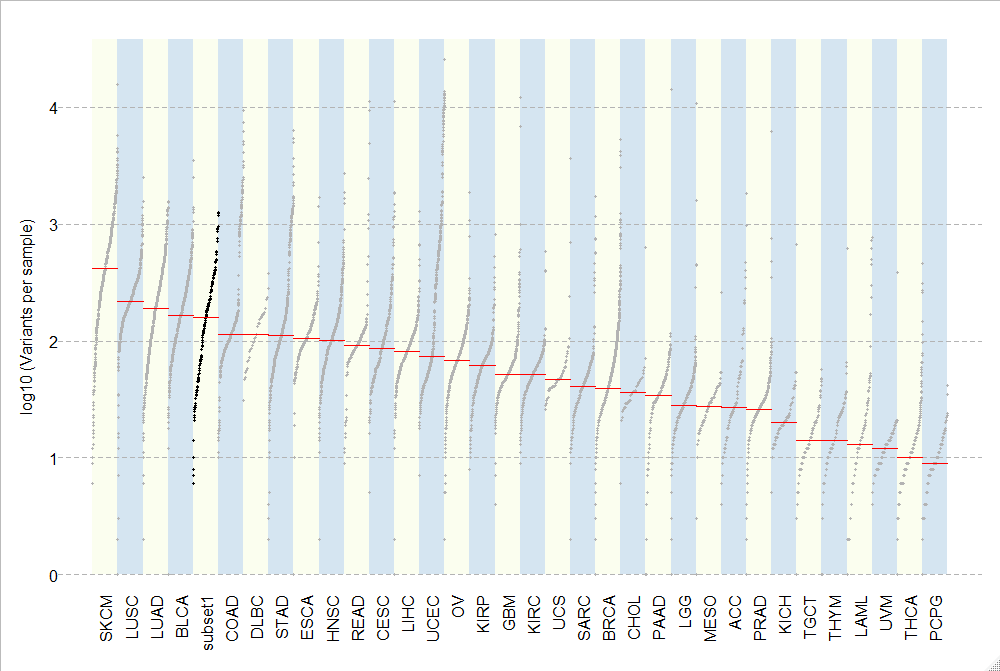 4
3
2
1
0
log10 (Variants per sample)
SKCM
LUSC
LUAD
BLCA
subset1
COAD
DLBC
STAD
ESCA
HNSC
READ
CESC
LIHC
UCEC
OV
KIRP
GBM
KIRC
UCS
SARC
BRCA
CHOL
PAAD
LGG
MESO
ACC
PRAD
KICH
TGCT
THYM
LAML
UVM
THCA
PCPG